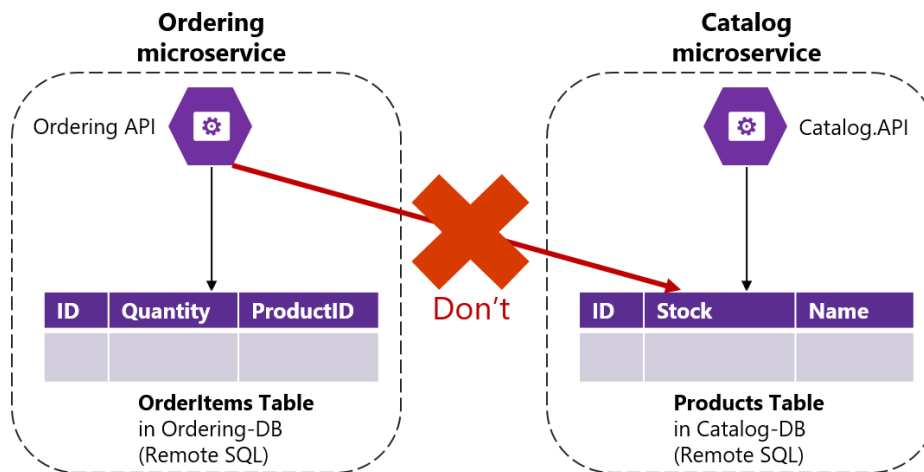 Ordering
microservice
Catalog
microservice
Ordering API
Catalog.API
Don't
ID Quantity ProductID
ID Stock Name
OrderItems Table
in Ordering-DB
(Remote SQL)
Products Table
in Catalog-DB
(Remote SQL)